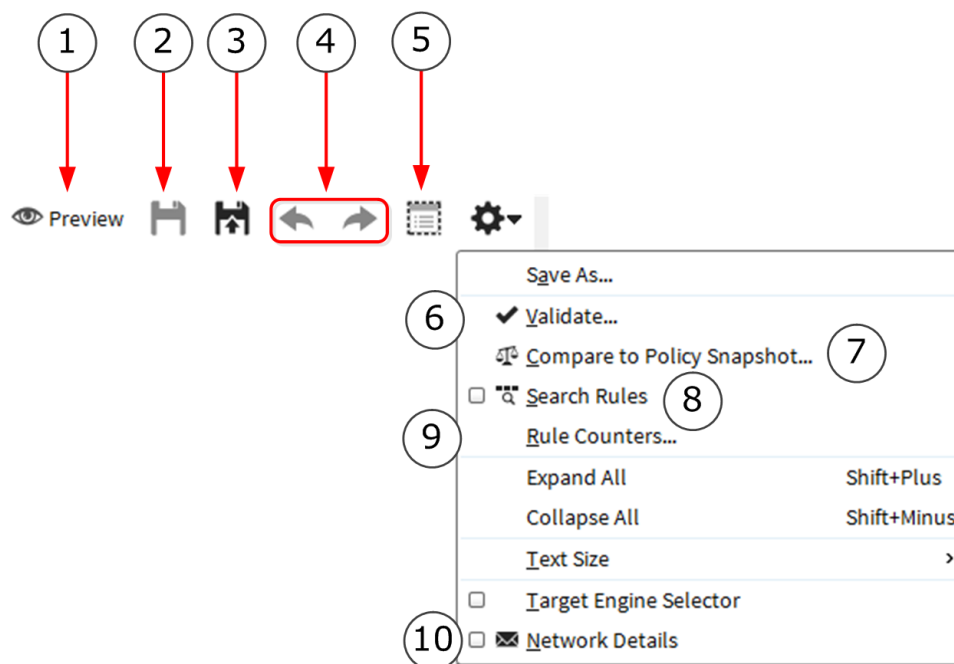 1 2 3 4 5
Preview
Save As...
6 Validate...
Compare to Policy Snapshot... 7
Search Rules 8
9 Rule Counters...
Expand All Shift+Plus
Collapse All Shift+Minus
Text Size
Target Engine Selector
10 Network Details